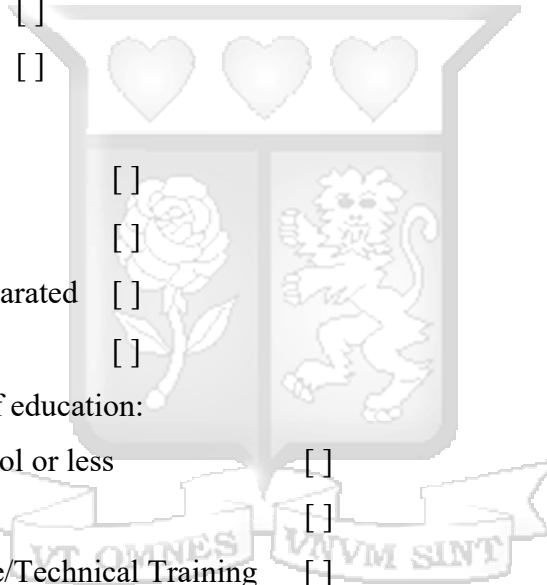 [ ]
[ ]
[ ]
[ ]
arated [ ]
[ ]
f education:
ol or less [ ]
[ ]
e/Technical Training [ ]
VT OMNES VNVM SINT